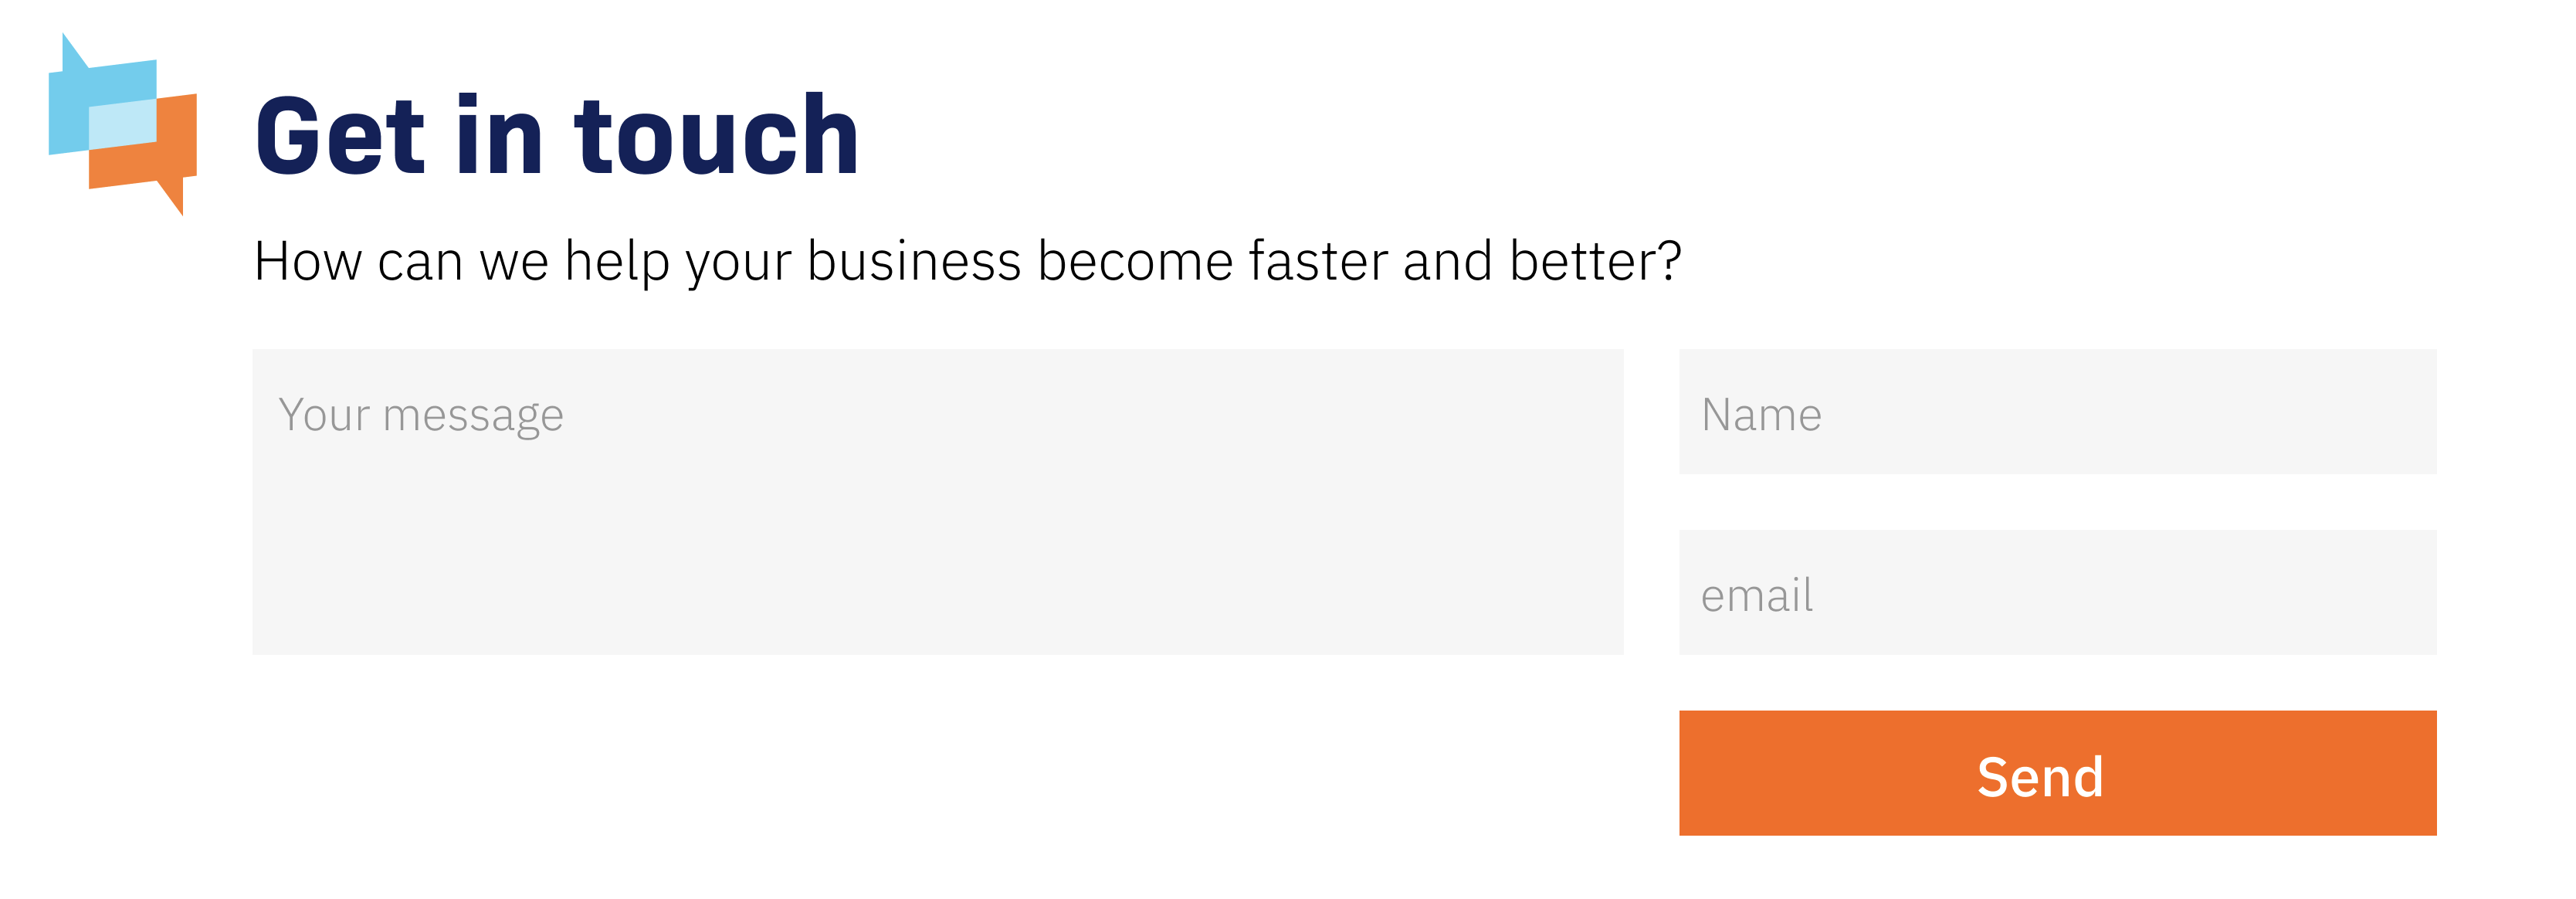 Get in touch
How can we help your business become faster and better?
Your message
Name
email
Send